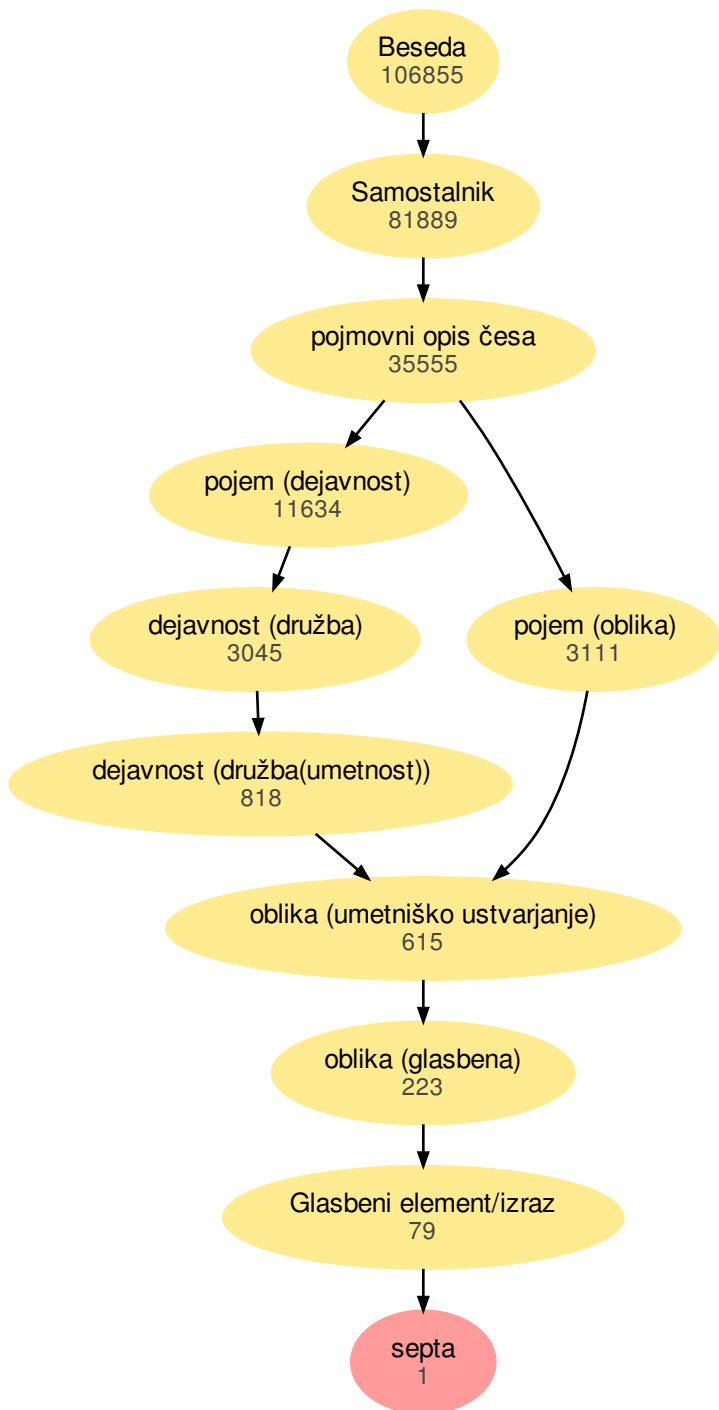 Beseda
106855
Samostalnik
81889
pojmovni opis česa
35555
pojem (dejavnost)
11634
dejavnost (družba)
3045
pojem (oblika)
3111
dejavnost (družba(umetnost))
818
oblika (umetniško ustvarjanje)
615
oblika (glasbena)
223
Glasbeni element/izraz
79
septa
1